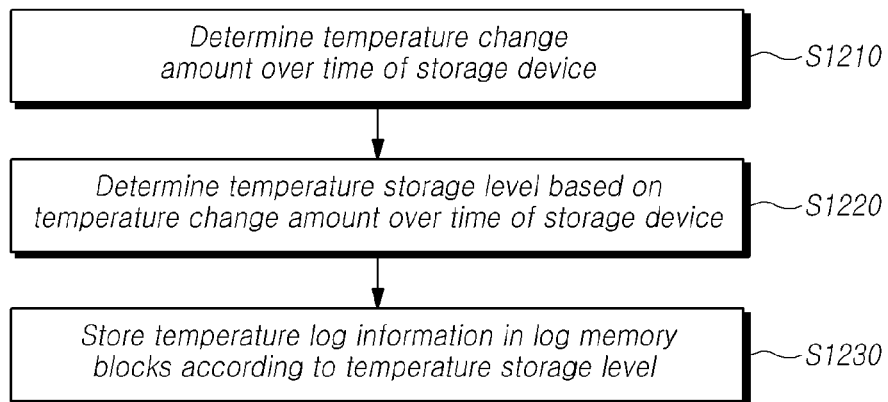 Determine temperature change
amount over time of storage device
S1210
Determine temperature storage level based on
temperature change amount over time of storage device
S1220
Store temperature log information in log memory
blocks according to temperature storage level
S1230